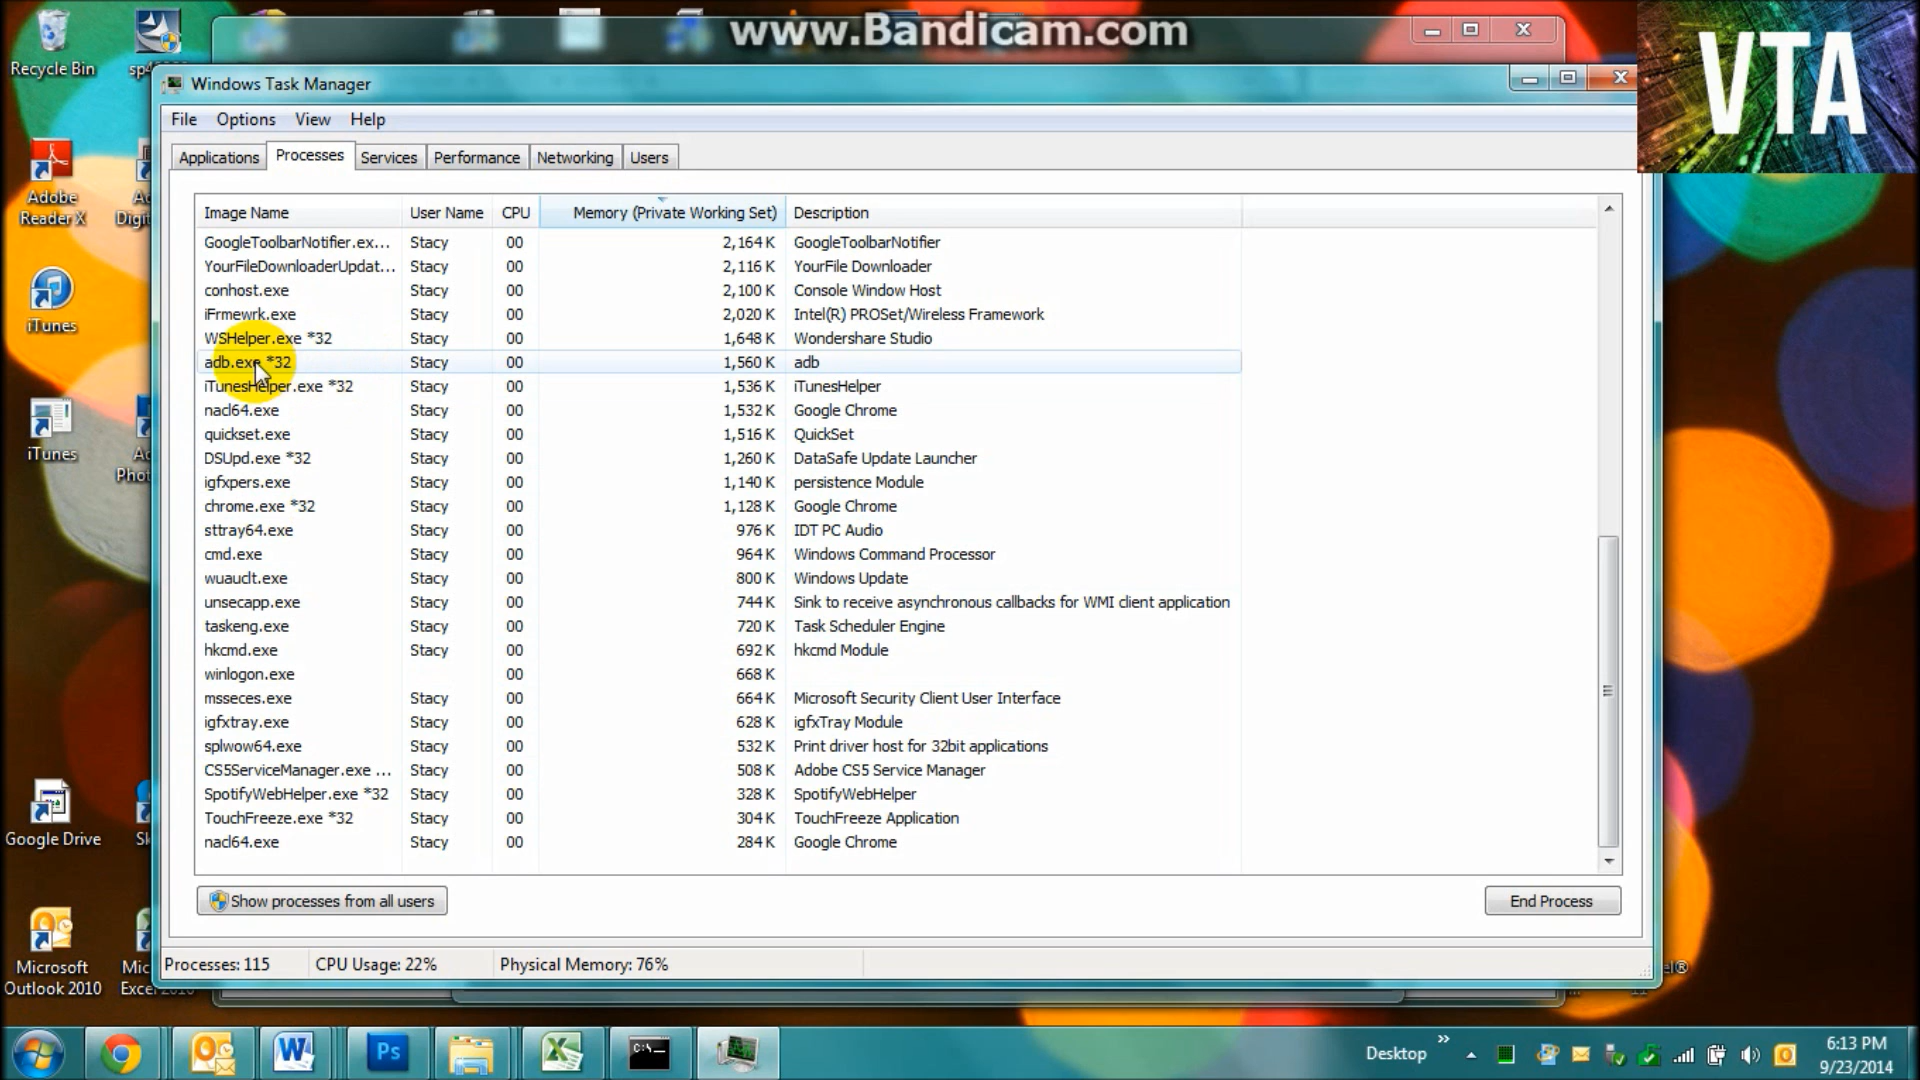 www.Bandicam.com
VTA
Recycle Bin
Windows Task Manager
File Options View Help
Applications Processes Services Performance Networking Users
Image Name User Name CPU Memory (Private Working Set) Description
GoogleToolbarNotifier.ex... Stacy 00 2,164 K GoogleToolbarNotifier
YourFileDownloaderUpdat... Stacy 00 2,116 K YourFile Downloader
conhost.exe Stacy 00 2,100 K Console Window Host
iFrmewrk.exe Stacy 00 2,020 K Intel(R) PROSet/Wireless Framework
WSHelper.exe *32 Stacy 00 1,648 K Wondershare Studio
adb.exe *32 Stacy 00 1,560 K adb
iTunesHelper.exe *32 Stacy 00 1,536 K iTunesHelper
nacl64.exe Stacy 00 1,532 K Google Chrome
quickset.exe Stacy 00 1,516 K QuickSet
DSUpd.exe *32 Stacy 00 1,260 K DataSafe Update Launcher
igfxpers.exe Stacy 00 1,140 K persistence Module
chrome.exe *32 Stacy 00 1,128 K Google Chrome
sttray64.exe Stacy 00 976 K IDT PC Audio
cmd.exe Stacy 00 964 K Windows Command Processor
wuauclt.exe Stacy 00 800 K Windows Update
unsecapp.exe Stacy 00 744 K Sink to receive asynchronous callbacks for WMI client application
taskeng.exe Stacy 00 720 K Task Scheduler Engine
hkcmd.exe Stacy 00 692 K hkcmd Module
winlogon.exe 00 668 K
msseces.exe Stacy 00 664 K Microsoft Security Client User Interface
igfxtray.exe Stacy 00 628 K igfxTray Module
splwow64.exe Stacy 00 532 K Print driver host for 32bit applications
CS5ServiceManager.exe ... Stacy 00 508 K Adobe CS5 Service Manager
SpotifyWebHelper.exe *32 Stacy 00 328 K SpotifyWebHelper
TouchFreeze.exe *32 Stacy 00 304 K TouchFreeze Application
nacl64.exe Stacy 00 284 K Google Chrome
Show processes from all users End Process
Processes: 115 CPU Usage: 22% Physical Memory: 76%
Adobe
Reader X
iTunes
iTunes
Google Drive
Microsoft
Outlook 2010
Ps
Desktop
6:13 PM
9/23/2014